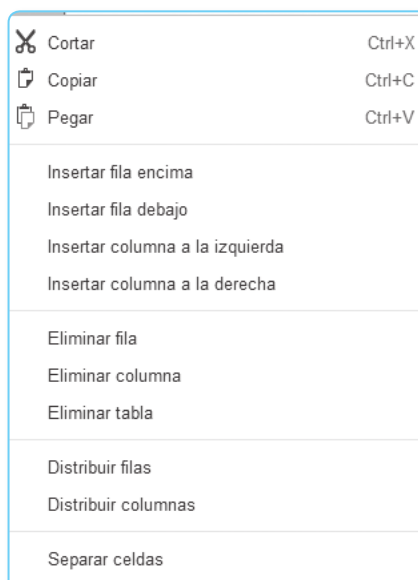 Cortar Ctrl+X
Copiar Ctrl+C
Pegar Ctrl+V
Insertar fila encima
Insertar fila debajo
Insertar columna a la izquierda
Insertar columna a la derecha
Eliminar fila
Eliminar columna
Eliminar tabla
Distribuir filas
Distribuir columnas
Separar celdas